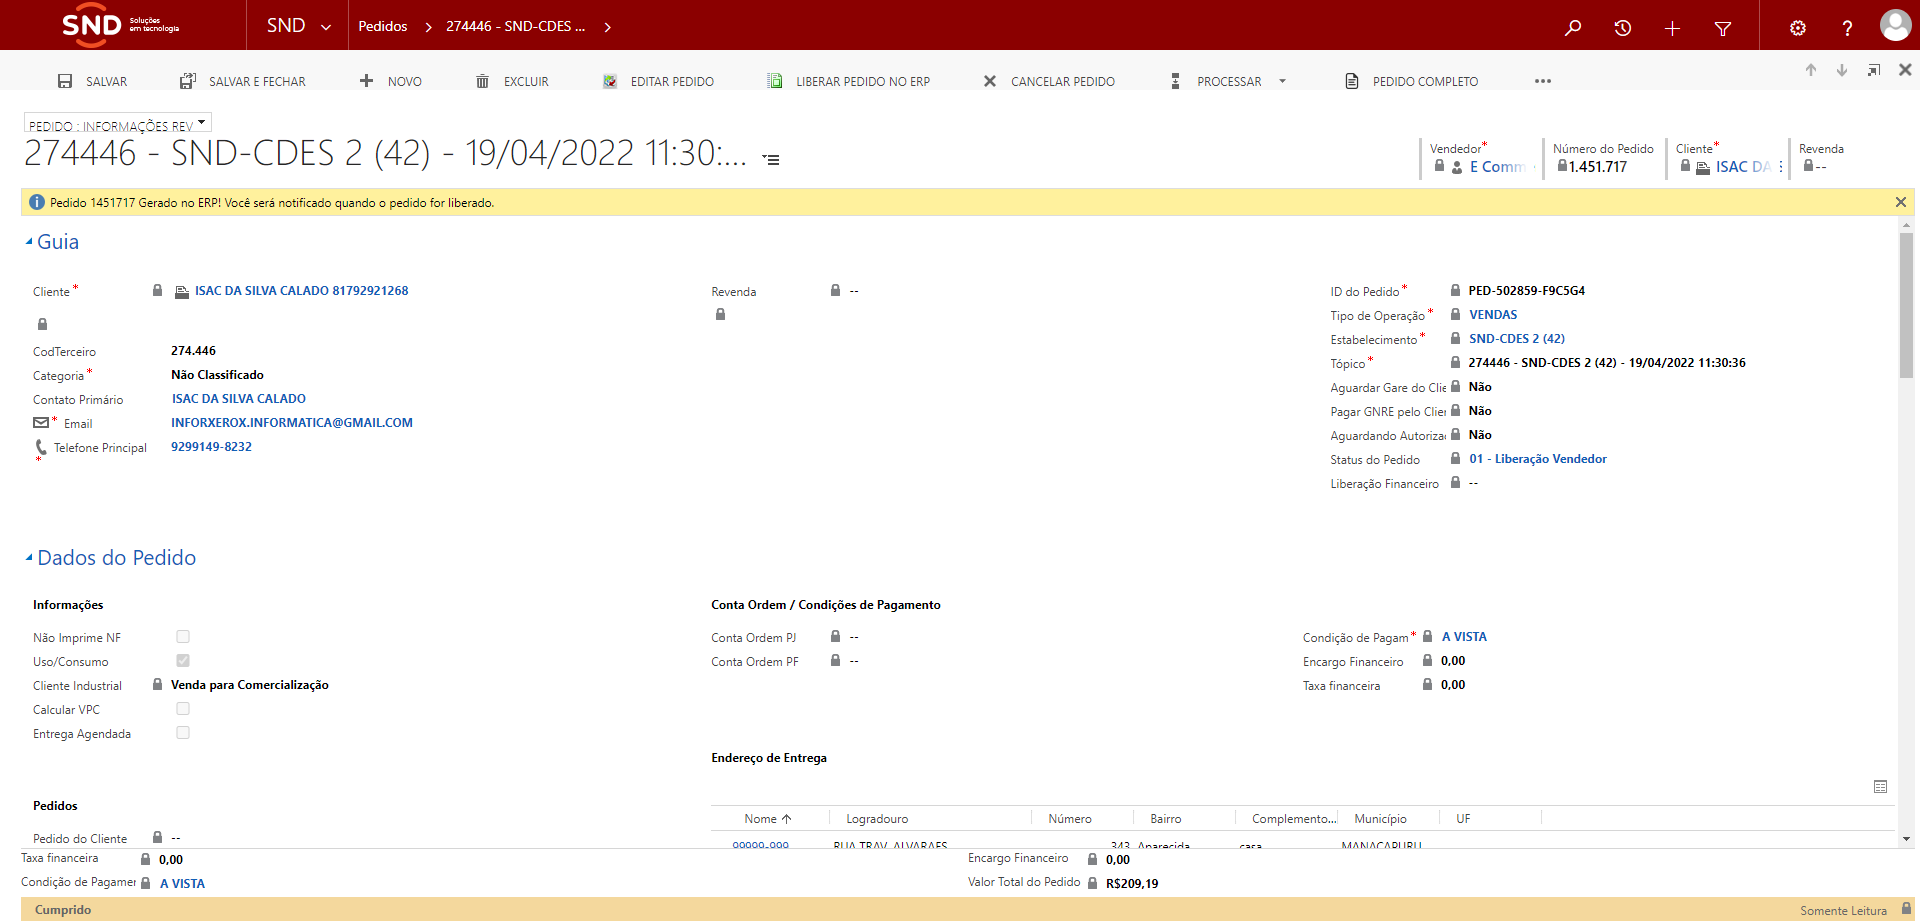 SND Soluções em tecnologia SND Pedidos 274446 - SND-CDES ...
SALVAR SALVAR E FECHAR NOVO EXCLUIR EDITAR PEDIDO LIBERAR PEDIDO NO ERP CANCELAR PEDIDO PROCESSAR PEDIDO COMPLETO
PEDIDO : INFORMAÇÕES REV
274446 - SND-CDES 2 (42) - 19/04/2022 11:30:...
Vendedor* Número do Pedido Cliente* Revenda
E Comm 1.451.717 ISAC DA --
Pedido 1451717 Gerado no ERP! Você será notificado quando o pedido for liberado.
Guia
Cliente* ISAC DA SILVA CALADO 81792921268
CodTerceiro 274.446
Categoria* Não Classificado
Contato Primário ISAC DA SILVA CALADO
* Email INFORXEROX.INFORMATICA@GMAIL.COM
Telefone Principal 9299149-8232
*
Revenda --
ID do Pedido* PED-502859-F9C5G4
Tipo de Operação* VENDAS
Estabelecimento* SND-CDES 2 (42)
Tópico* 274446 - SND-CDES 2 (42) - 19/04/2022 11:30:36
Aguardar Gare do Clie Não
Pagar GNRE pelo Clier Não
Aguardando Autoriza Não
Status do Pedido 01 - Liberação Vendedor
Liberação Financeiro --
Dados do Pedido
Informações
Não Imprime NF
Uso/Consumo
Cliente Industrial Venda para Comercialização
Calcular VPC
Entrega Agendada
Conta Ordem / Condições de Pagamento
Conta Ordem PJ --
Conta Ordem PF --
Condição de Pagam* A VISTA
Encargo Financeiro 0,00
Taxa financeira 0,00
Pedidos
Pedido do Cliente --
Endereço de Entrega
Nome Logradouro Número Bairro Complemento... Município UF
99999-999 RUA TRAV. ALVARAES 343 Aparecida casa MANACAPURU
Taxa financeira 0,00 Encargo Financeiro 0,00
Condição de Pagamer A VISTA Valor Total do Pedido R$209,19
Cumprido Somente Leitura